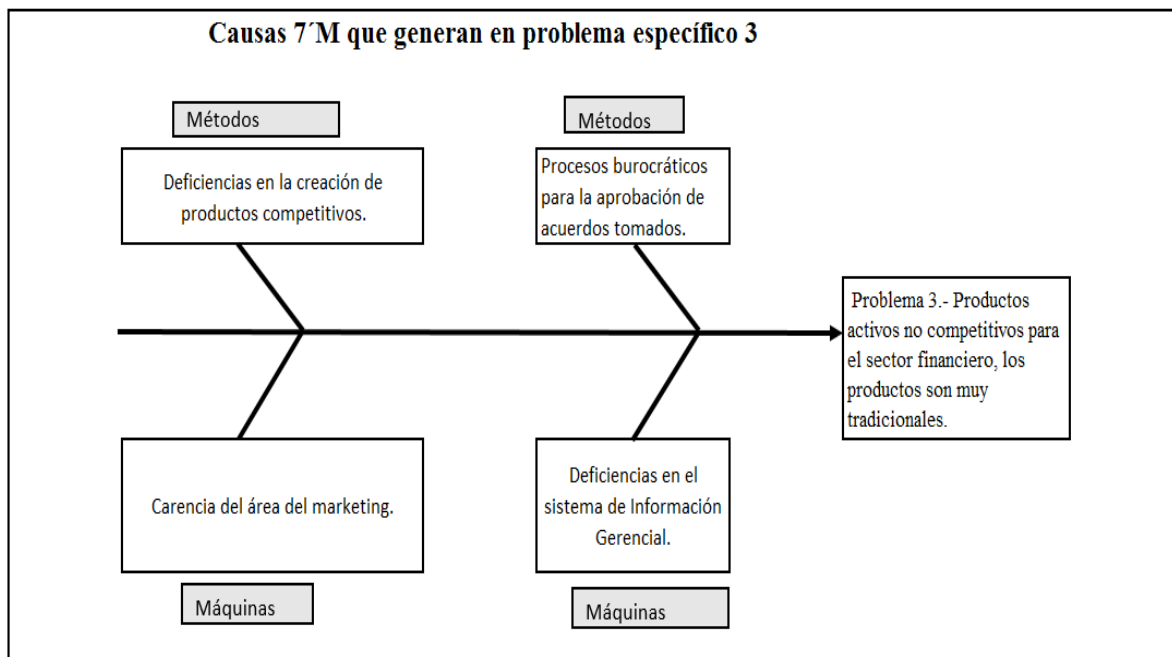 Causas 7´M que generan en problema específico 3
Métodos
Métodos
Deficiencias en la creación de
productos competitivos.
Procesos burocráticos
para la aprobación de
acuerdos tomados.
Problema 3.- Productos
activos no competitivos para
el sector financiero, los
productos son muy
tradicionales.
Carencia del área del marketing.
Deficiencias en el
sistema de Información
Gerencial.
Máquinas
Máquinas